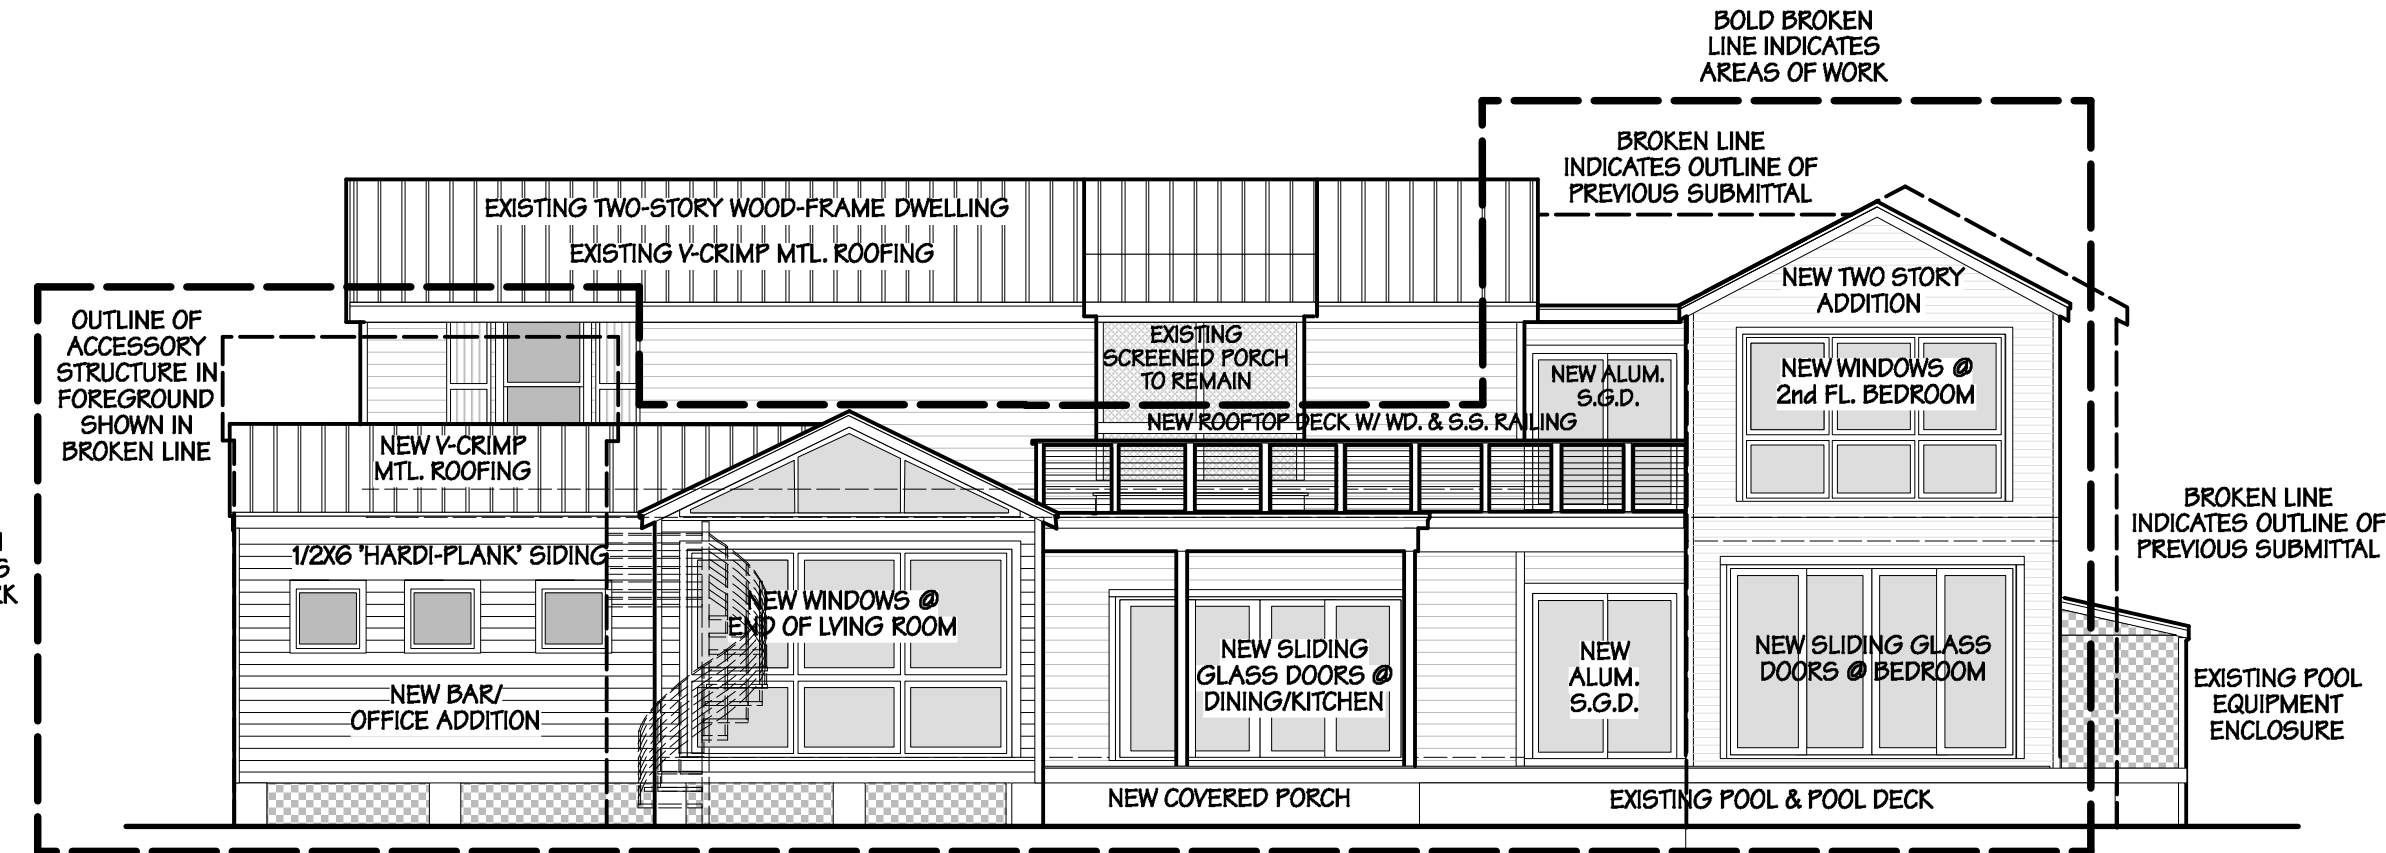 BOLD BROKEN
LINE INDICATES
AREAS OF WORK
BROKEN LINE
INDICATES OUTLINE OF
PREVIOUS SUBMITTAL
EXISTING TWO-STORY WOOD-FRAME DWELLING
EXISTING V-CRIMP MTL. ROOFING
NEW TWO STORY
ADDITION
OUTLINE OF
ACCESSORY
STRUCTURE IN
FOREGROUND
SHOWN IN
BROKEN LINE
EXISTING
SCREENED PORCH
TO REMAIN
NEW ALUM.
S.G.D.
NEW WINDOWS @
2nd FL. BEDROOM
NEW ROOFTOP DECK W/ WD. & S.S. RAILING
NEW V-CRIMP
MTL. ROOFING
BROKEN LINE
INDICATES OUTLINE OF
PREVIOUS SUBMITTAL
1/2X6 'HARDI-PLANK' SIDING
NEW WINDOWS @
END OF LVING ROOM
NEW SLIDING
GLASS DOORS @
DINING/KITCHEN
NEW
ALUM.
S.G.D.
NEW SLIDING GLASS
DOORS @ BEDROOM
NEW BAR/
OFFICE ADDITION
EXISTING POOL
EQUIPMENT
ENCLOSURE
NEW COVERED PORCH
EXISTING POOL & POOL DECK